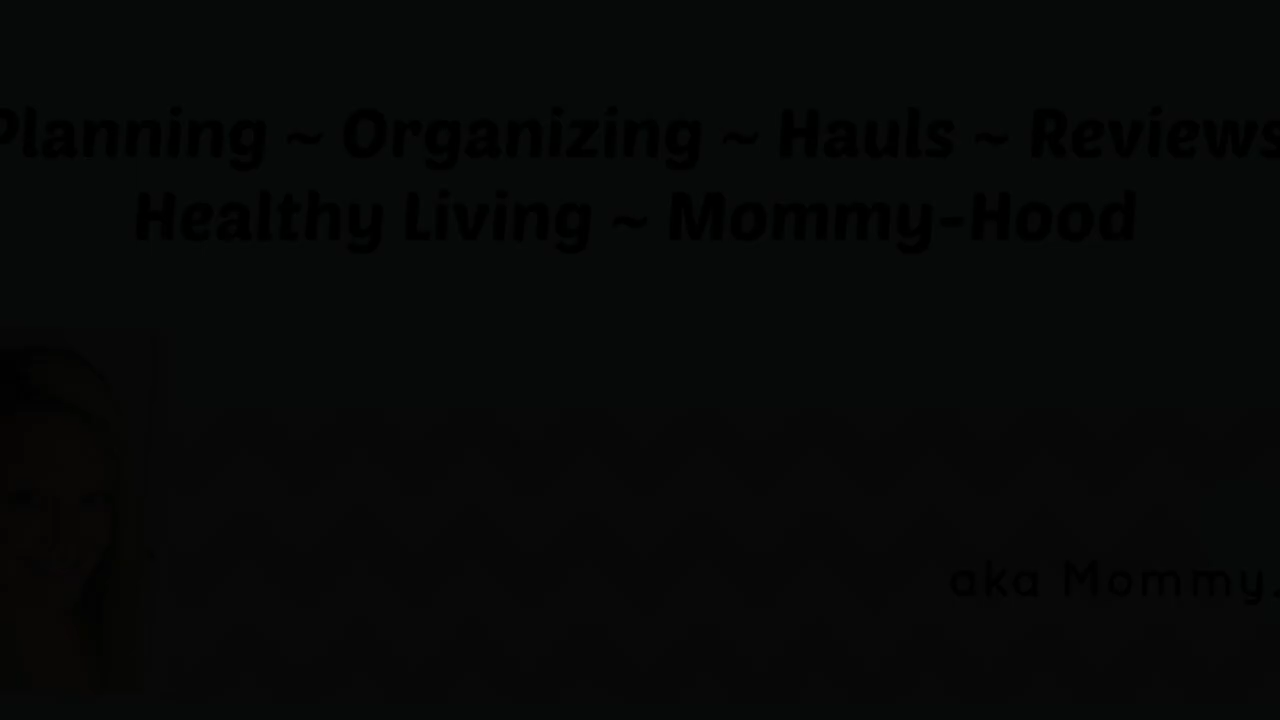 Planning ~ Organizing ~ Hauls ~ Reviews
Healthy Living ~ Mommy-Hood
aka Mommy